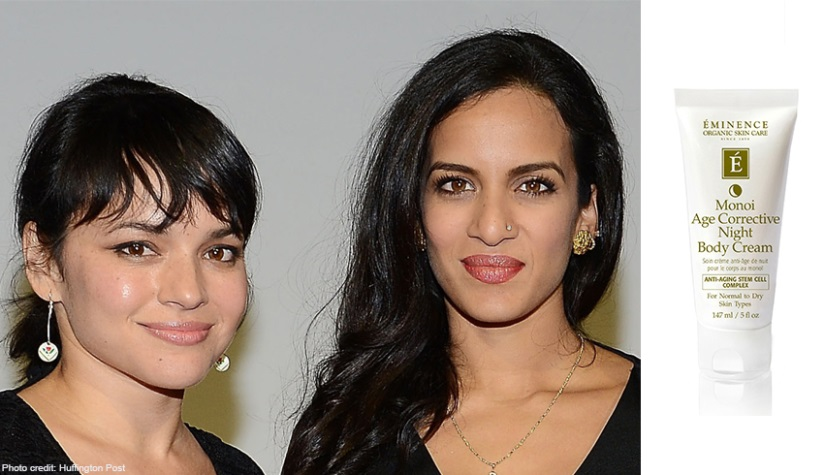 ÉMINENCE
ORGANIC SKIN CARE
SINCE 1958
É
Monoi
Age Corrective
Night
Body Cream
Soin crème anti-âge de nuit
pour le corps au monoï
ANTI-AGING STEM CELL
COMPLEX
For Normal to Dry
Skin Types
147 ml / 5 fl oz
Photo credit: Huffington Post